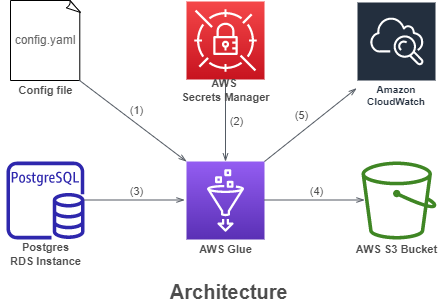 config.yaml
Config file
AWS
Secrets Manager
Amazon
CloudWatch
(1)
(2)
(5)
PostgreSQL
Postgres
RDS Instance
(3)
AWS Glue
(4)
AWS S3 Bucket
Architecture